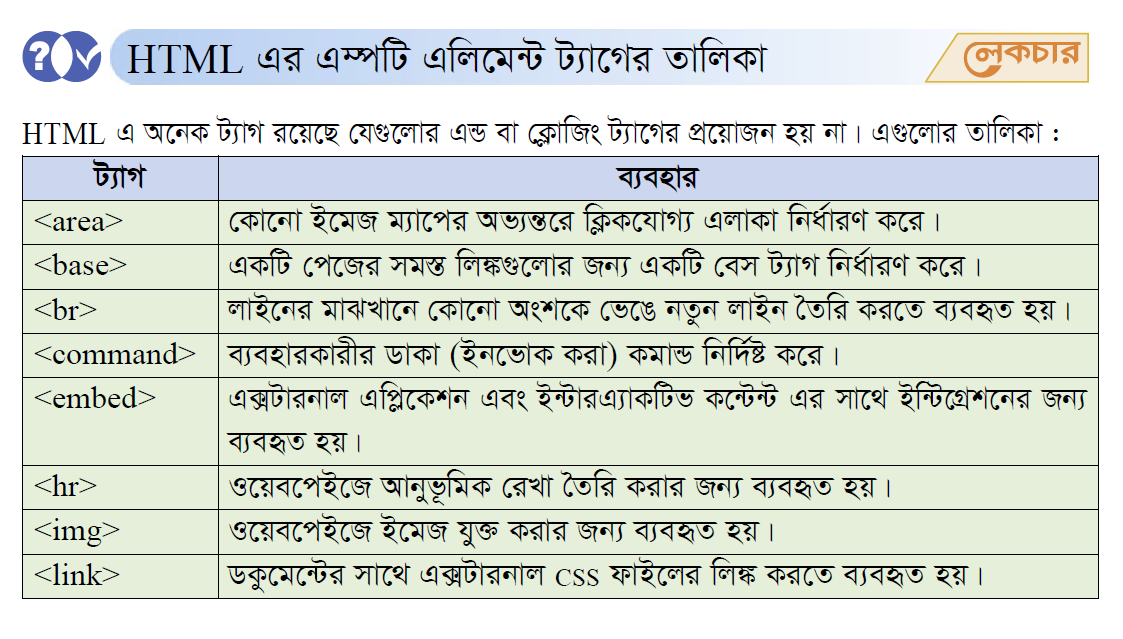 HTML এর এম্পটি এলিমেন্ট ট্যাগের তালিকা
লেকচার
HTML এ অনেক ট্যাগ রয়েছে যেগুলোর এন্ড বা ক্লোজিং ট্যাগের প্রয়োজন হয় না। এগুলোর তালিকা :
ট্যাগ ব্যবহার
<area> কোনো ইমেজ ম্যাপের অভ্যন্তরে ক্লিকযোগ্য এলাকা নির্ধারণ করে।
<base> একটি পেজের সমস্ত লিঙ্কগুলোর জন্য একটি বেস ট্যাগ নির্ধারণ করে।
<br> লাইনের মাঝখানে কোনো অংশকে ভেঙে নতুন লাইন তৈরি করতে ব্যবহৃত হয়।
<command> ব্যবহারকারীর ডাকা (ইনভোক করা) কমান্ড নির্দিষ্ট করে।
<embed> এক্সটারনাল এপ্লিকেশন এবং ইন্টারএ্যাকটিভ কন্টেন্ট এর সাথে ইন্টিগ্রেশনের জন্য
ব্যবহৃত হয়।
<hr> ওয়েবপেইজে আনুভূমিক রেখা তৈরি করার জন্য ব্যবহৃত হয়।
<img> ওয়েবপেইজে ইমেজ যুক্ত করার জন্য ব্যবহৃত হয়।
<link> ডকুমেন্টের সাথে এক্সটারনাল CSS ফাইলের লিঙ্ক করতে ব্যবহৃত হয়।